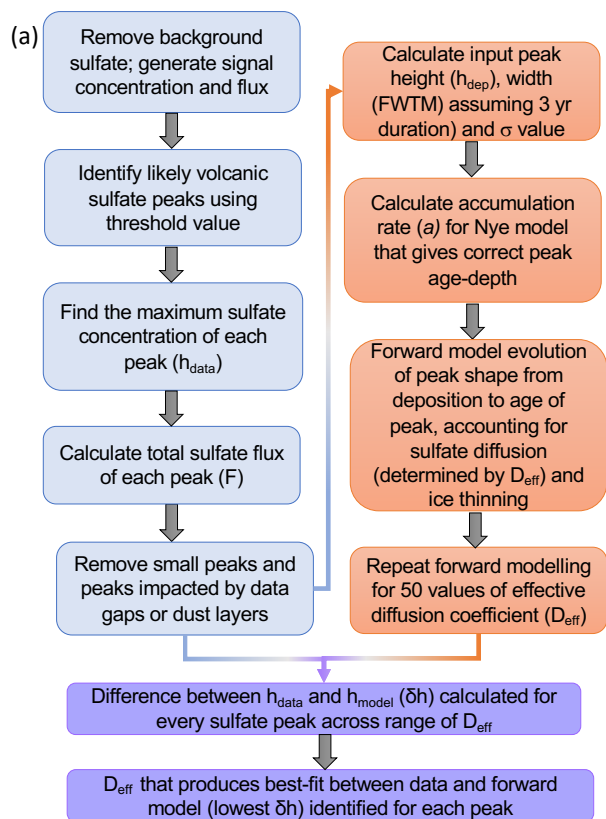 (a)
Remove background
sulfate; generate signal
concentration and flux
Identify likely volcanic
sulfate peaks using
threshold value
Find the maximum sulfate
concentration of each
peak (hdata)
Calculate total sulfate flux
of each peak (F)
Remove small peaks and
peaks impacted by data
gaps or dust layers
Calculate input peak
height (hdep), width
(FWTM) assuming 3 yr
duration) and σ value
Calculate accumulation
rate (a) for Nye model
that gives correct peak
age-depth
Forward model evolution
of peak shape from
deposition to age of
peak, accounting for
sulfate diffusion
(determined by Deff) and
ice thinning
Repeat forward modelling
for 50 values of effective
diffusion coefficient (Deff)
Difference between hdata and hmodel (δh) calculated for
every sulfate peak across range of Deff
Deff that produces best-fit between data and forward
model (lowest δh) identified for each peak